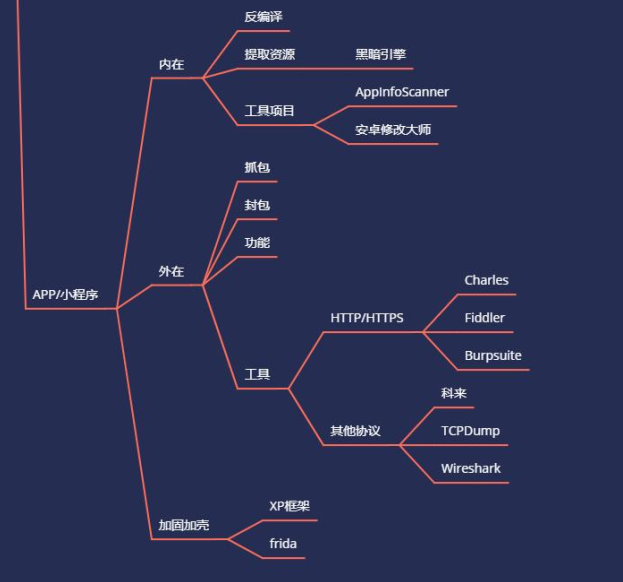 反编译
内在
提取资源
黑暗引擎
AppInfoScanner
工具项目
安卓修改大师
抓包
封包
功能
外在
Charles
APP/小程序
HTTP/HTTPS
Fiddler
Burpsuite
工具
科来
其他协议
TCPDump
Wireshark
XP框架
加固加壳
frida